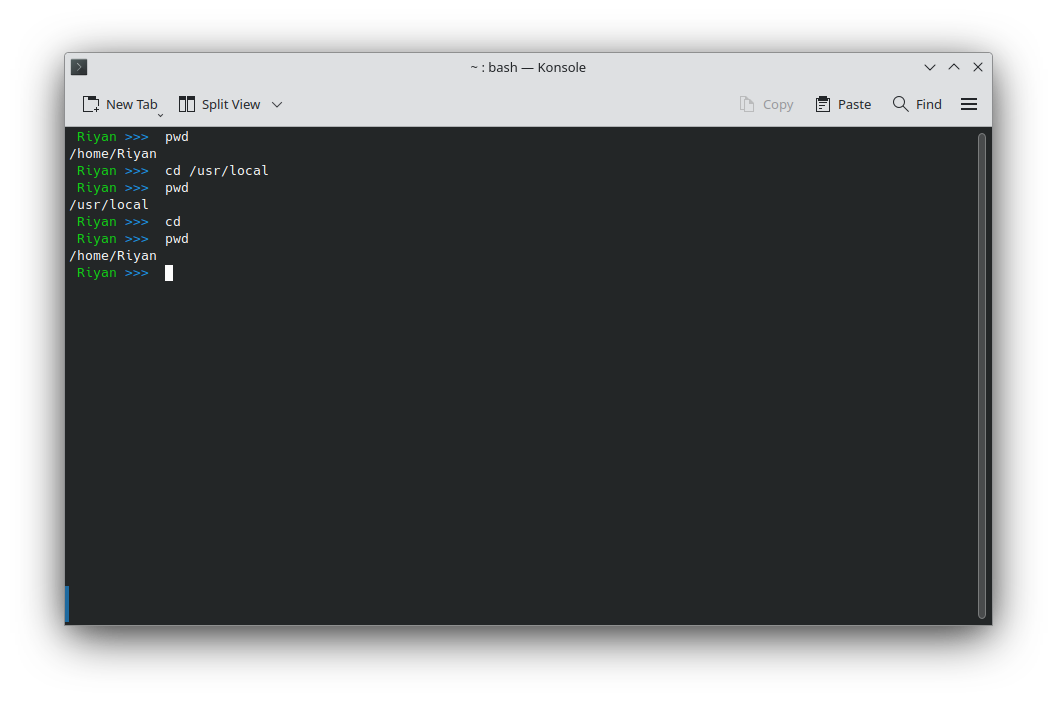 ~ : bash — Konsole
New Tab Split View Copy Paste Find
Riyan >>> pwd
/home/Riyan
Riyan >>> cd /usr/local
Riyan >>> pwd
/usr/local
Riyan >>> cd
Riyan >>> pwd
/home/Riyan
Riyan >>>